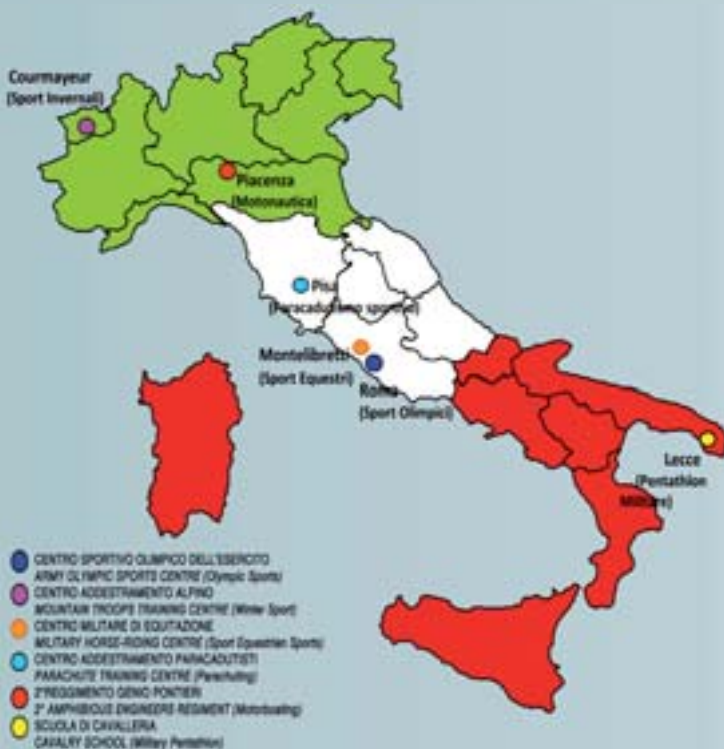 Courmayeur
(Sport Invernali)
Piacenza
(Motonautica)
Pisa
(Paracadutismo sportivo)
Montelibretti
(Sport Equestri)
Roma
(Sport Olimpici)
Lecce
(Pentathlon
Militare)
CENTRO SPORTIVO OLIMPICO DELL'ESERCITO
ARMY OLYMPIC SPORTS CENTRE (Olympic Sports)
CENTRO ADDESTRAMENTO ALPINO
MOUNTAIN TROOPS TRAINING CENTRE (Winter Sport)
CENTRO MILITARE DI EQUITAZIONE
MILITARY HORSE-RIDING CENTRE (Sport Equestrian Sports)
CENTRO ADDESTRAMENTO PARACADUTISTI
PARACHUTE TRAINING CENTRE (Parachuting)
2°REGGIMENTO GENIO PONTIERI
2° AMPHIBIOUS ENGINEERS REGIMENT (Motorboating)
SCUOLA DI CAVALLERIA
CAVALRY SCHOOL (Military Pentathlon)